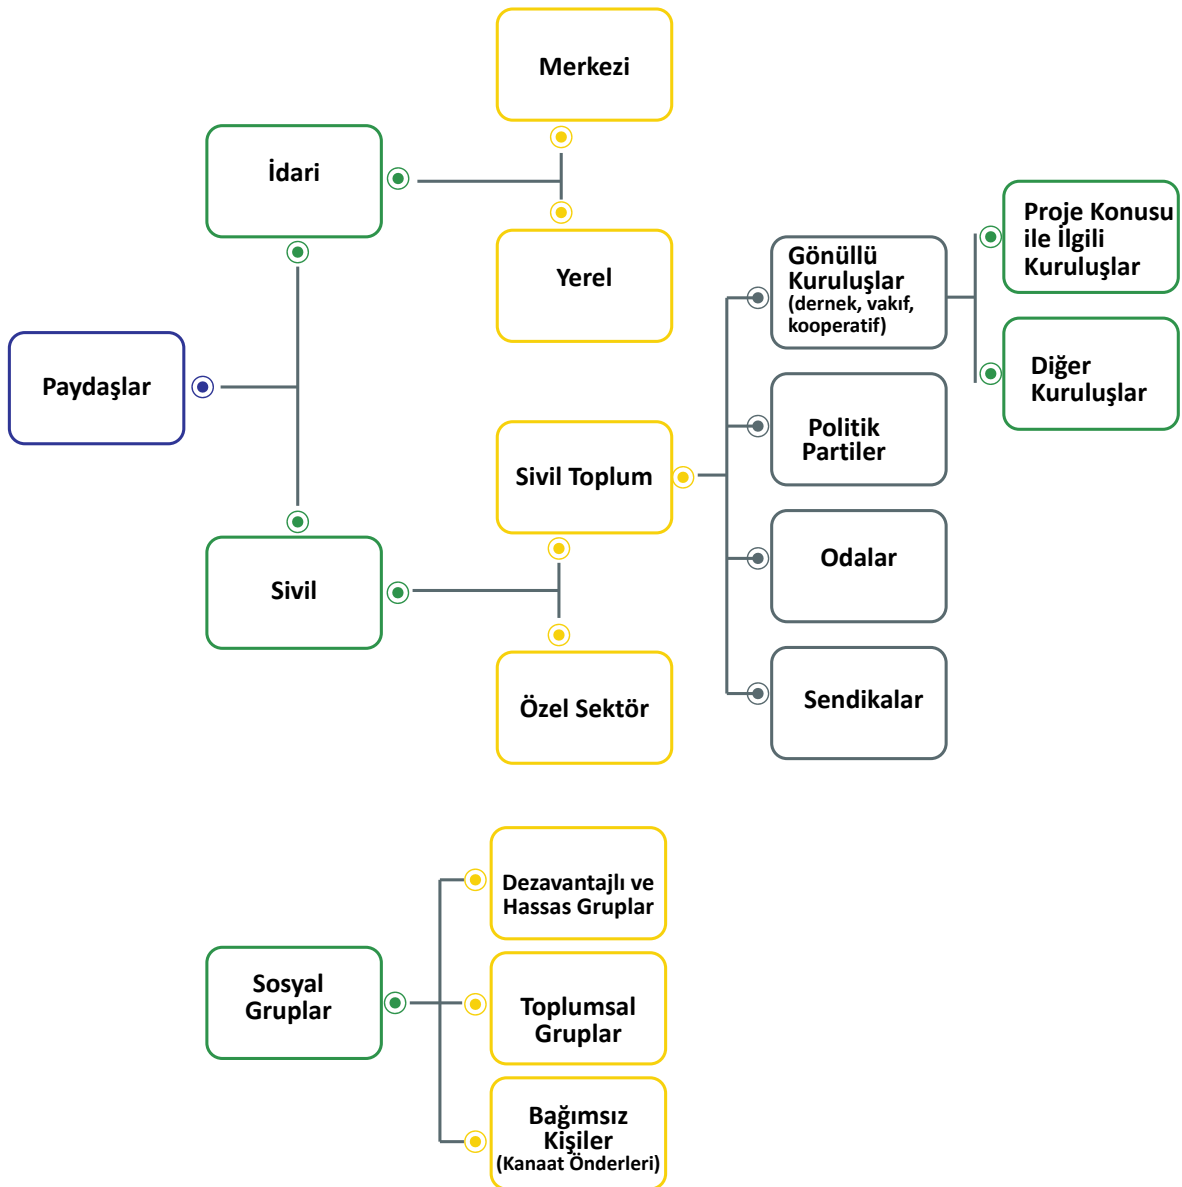 Merkezi
İdari
Yerel
Paydaşlar
Sivil Toplum
Sivil
Özel Sektör
Gönüllü
Kuruluşlar
(dernek, vakıf,
kooperatif)
Proje Konusu
ile İlgili
Kuruluşlar
Diğer
Kuruluşlar
Politik
Partiler
Odalar
Sendikalar
Sosyal
Gruplar
Dezavantajlı ve
Hassas Gruplar
Toplumsal
Gruplar
Bağımsız
Kişiler
(Kanaat Önderleri)